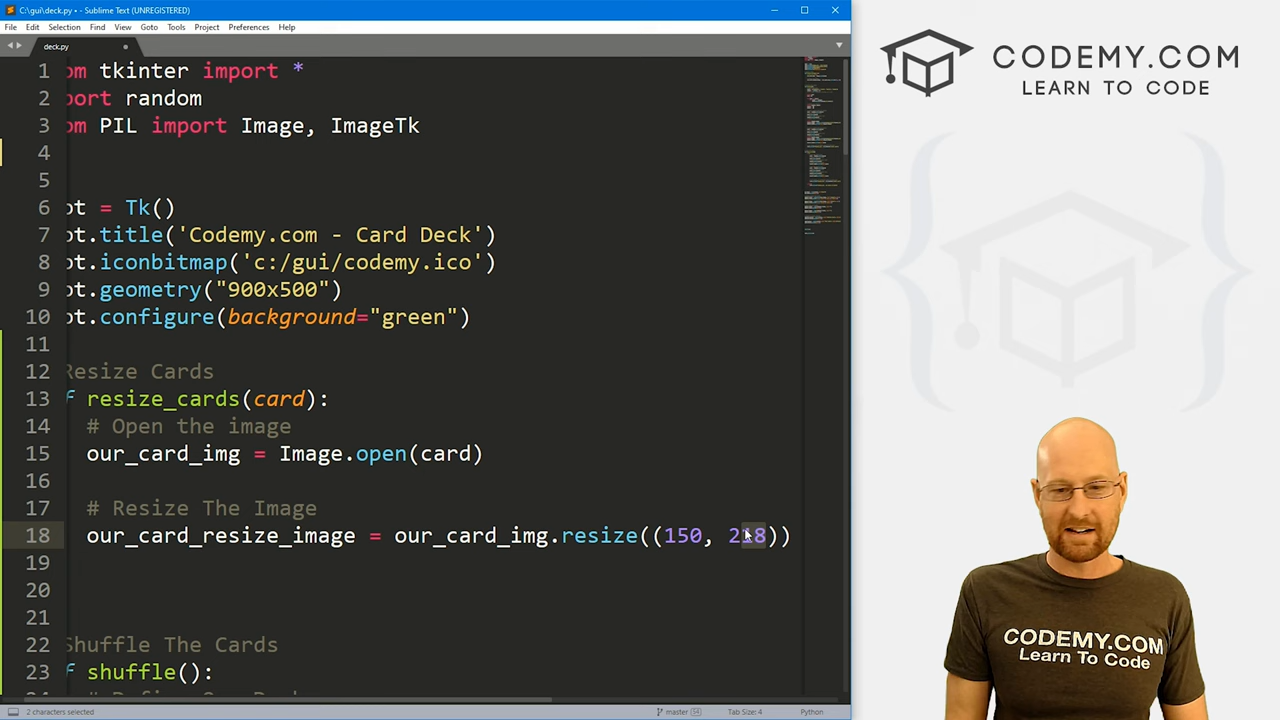 C:\gui\deck.py • - Sublime Text (UNREGISTERED)
File Edit Selection Find View Goto Tools Project Preferences Help
deck.py
1 om tkinter import *
2 port random
3 om PIL import Image, ImageTk
4
5
6 ot = Tk()
7 ot.title('Codemy.com - Card Deck')
8 ot.iconbitmap('c:/gui/codemy.ico')
9 ot.geometry("900x500")
10 ot.configure(background="green")
11
12 Resize Cards
13 f resize_cards(card):
14 # Open the image
15 our_card_img = Image.open(card)
16
17 # Resize The Image
18 our_card_resize_image = our_card_img.resize((150, 218))
19
20
21
22 Shuffle The Cards
23 f shuffle():
2 characters selected
master
Tab Size: 4
Python
CODEMY.COM
LEARN TO CODE
CODEMY.COM
Learn To Code